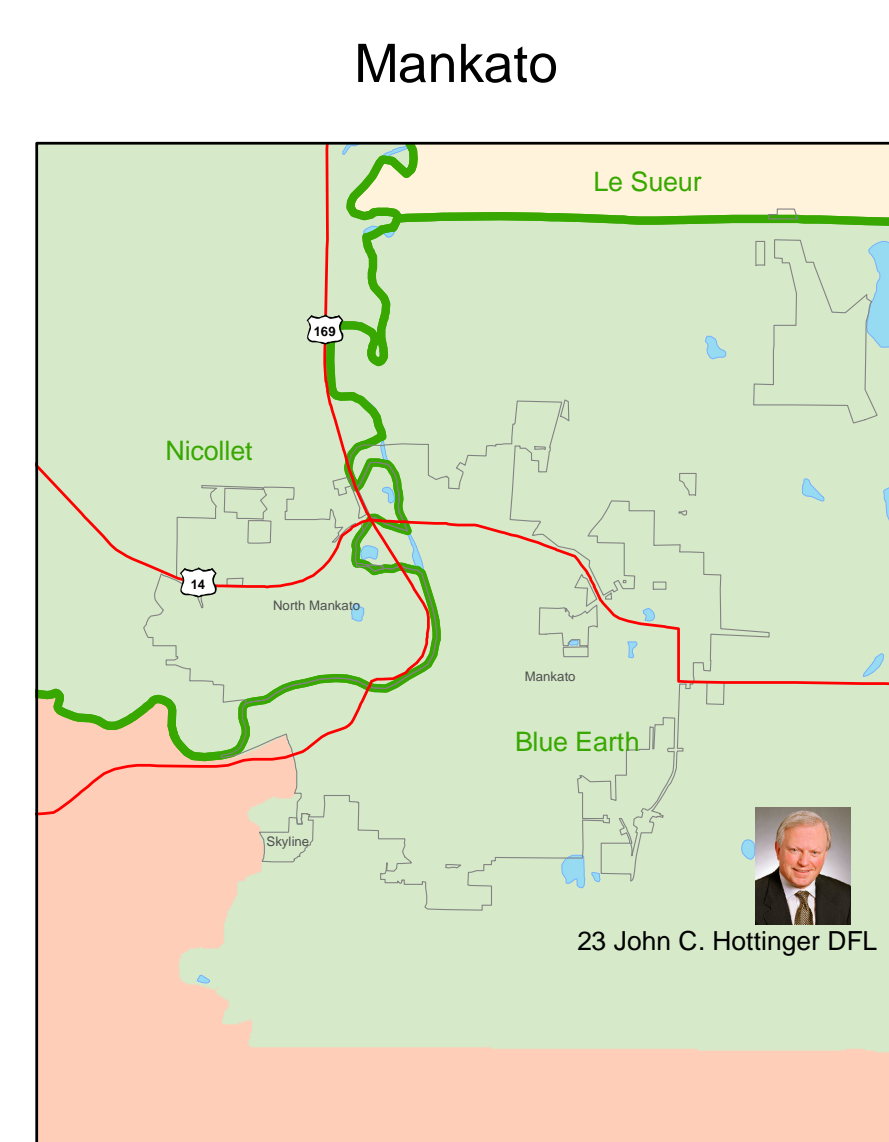 Mankato
Le Sueur
169
Nicollet
14
North Mankato
Mankato
Blue Earth
Skyline
23 John C. Hottinger DFL